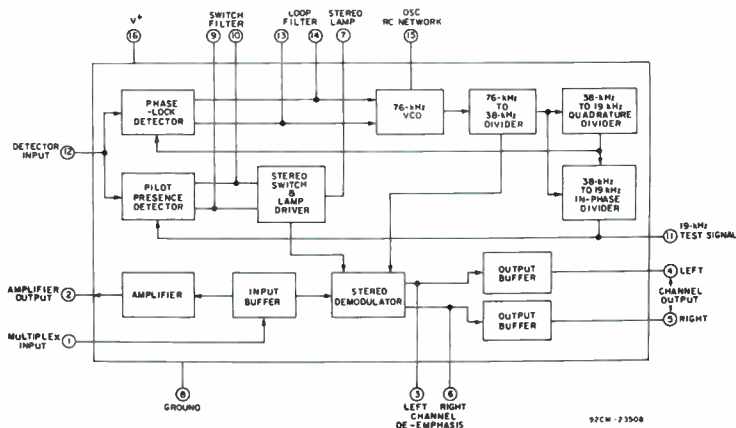 V+
16
SWITCH
FILTER
9
10
LOOP
FILTER
13
14
STEREO
LAMP
7
OSC
RC NETWORK
15
PHASE
-LOCK
DETECTOR
76-kHz
VCO
76-kHz
TO
38-kHz
DIVIDER
38-kHz
TO 19 kHz
QUADRATURE
DIVIDER
DETECTOR
INPUT
12
PILOT
PRESENCE
DETECTOR
STEREO
SWITCH
&
LAMP
DRIVER
38-kHz
TO 19 kHz
IN-PHASE
DIVIDER
11
19-kHz
TEST SIGNAL
AMPLIFIER
OUTPUT
2
AMPLIFIER
INPUT
BUFFER
STEREO
DEMODULATOR
OUTPUT
BUFFER
4 LEFT
CHANNEL
OUTPUT
OUTPUT
BUFFER
5 RIGHT
MULTIPLEX
INPUT
1
8
GROUND
3
6
LEFT RIGHT
CHANNEL
DE-EMPHASIS
92CM-23508